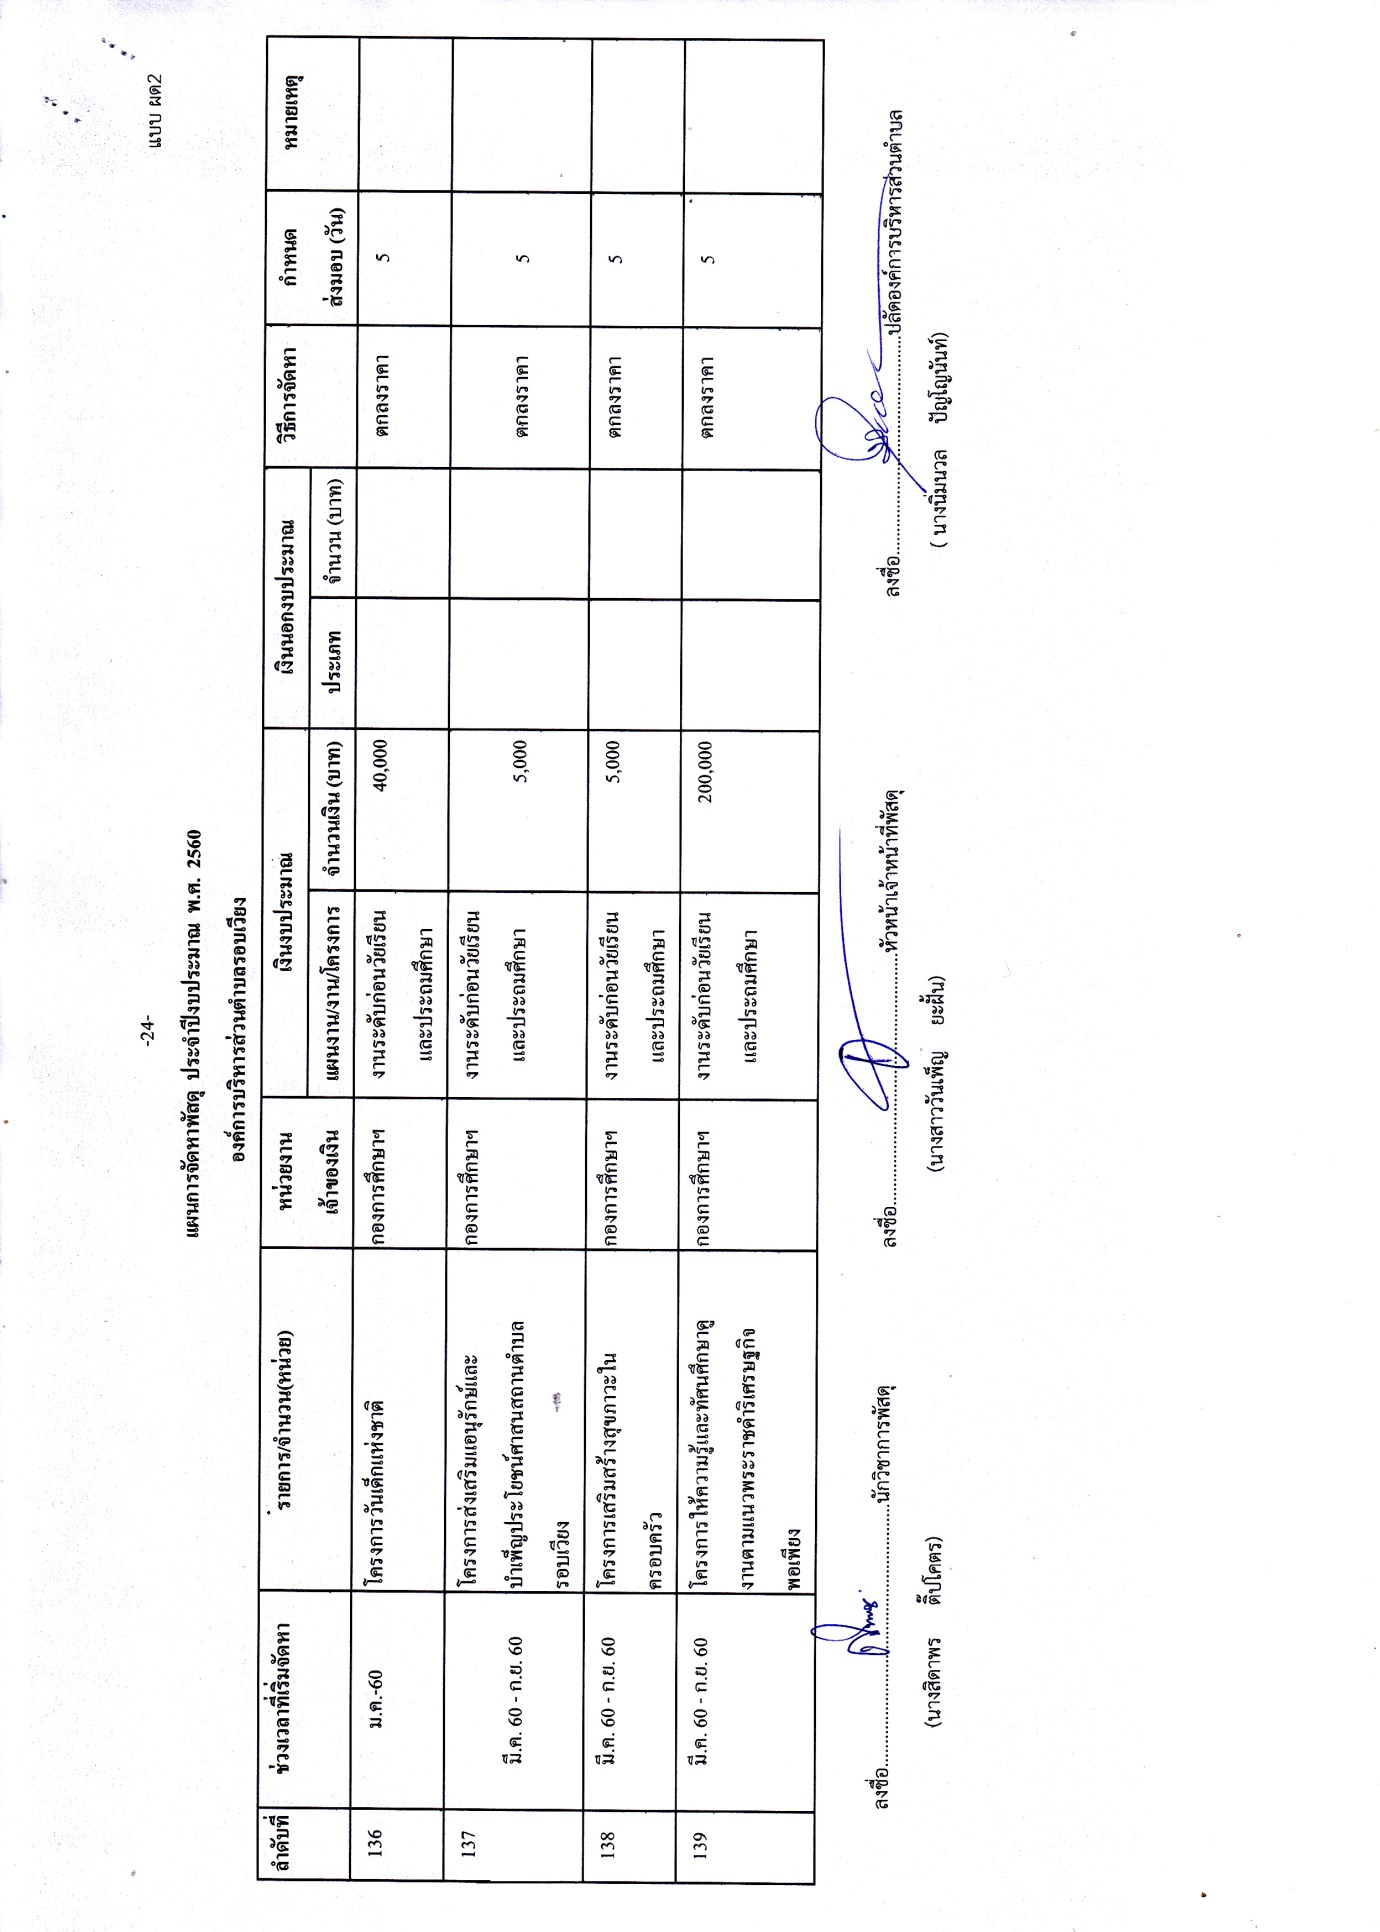 -24-
แบบ ผด2
แผนการจัดหาพัสดุ ประจำปีงบประมาณ พ.ศ. 2560
องค์การบริหารส่วนตำบลรอบเวียง
ลำดับที่ ช่วงเวลาที่เริ่มจัดหา รายการ/จำนวน(หน่วย) หน่วยงาน เงินงบประมาณ เงินนอกงบประมาณ วิธีการจัดหา กำหนด หมายเหตุ
เจ้าของเงิน แผนงาน/งาน/โครงการ จำนวนเงิน (บาท) ประเภท จำนวน (บาท) ส่งมอบ (วัน)
136 ม.ค.-60 โครงการวันเด็กแห่งชาติ กองการศึกษาฯ งานระดับก่อนวัยเรียน 40,000 ตกลงราคา 5
และประถมศึกษา
137 โครงการส่งเสริมแอนุรักษ์และ กองการศึกษาฯ งานระดับก่อนวัยเรียน
มี.ค. 60 - ก.ย. 60 บำเพ็ญประโยชน์ศาสนสถานตำบล และประถมศึกษา 5,000 ตกลงราคา 5
รอบเวียง
138 มี.ค. 60 - ก.ย. 60 โครงการเสริมสร้างสุขภาวะใน กองการศึกษาฯ งานระดับก่อนวัยเรียน 5,000 ตกลงราคา 5
ครอบครัว และประถมศึกษา
139 มี.ค. 60 - ก.ย. 60 โครงการให้ความรู้และทัศนศึกษาดู กองการศึกษาฯ งานระดับก่อนวัยเรียน 200,000 ตกลงราคา 5
งานตามแนวพระราชดำริเศรษฐกิจ และประถมศึกษา
พอเพียง
ลงชื่อ..............................นักวิชาการพัสดุ ลงชื่อ..............................หัวหน้าเจ้าหน้าที่พัสดุ ลงชื่อ..............................ปลัดองค์การบริหารส่วนตำบล
(นางสิดาพร ติ๊ปโคตร) (นางสาววันเพ็ญ ยะฝั้น) ( นางนิ่มนวล ปัญโญนันท์)